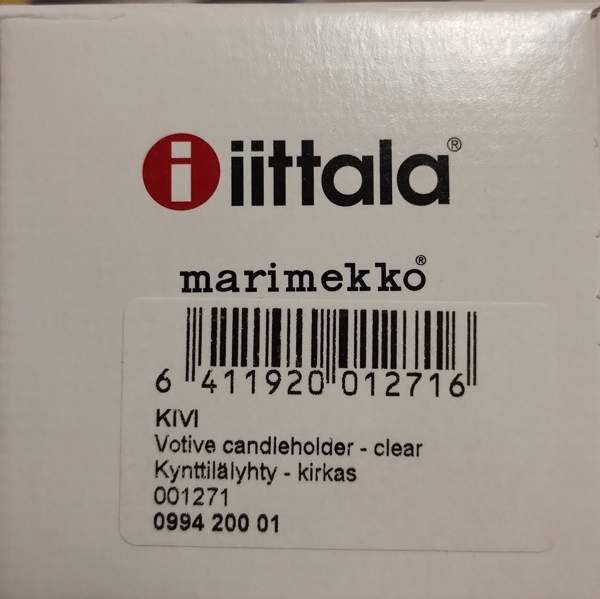 i iittala®
marimekko®
6 411920 012716
KIVI
Votive candleholder - clear
Kynttilälyhty - kirkas
001271
0994 200 01